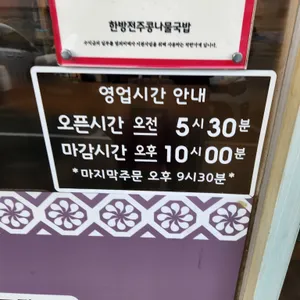 한방전주콩나물국밥
영업시간 안내
오픈시간 오전 5시30분
마감시간 오후 10시00분
*마지막주문 오후 9시30분*